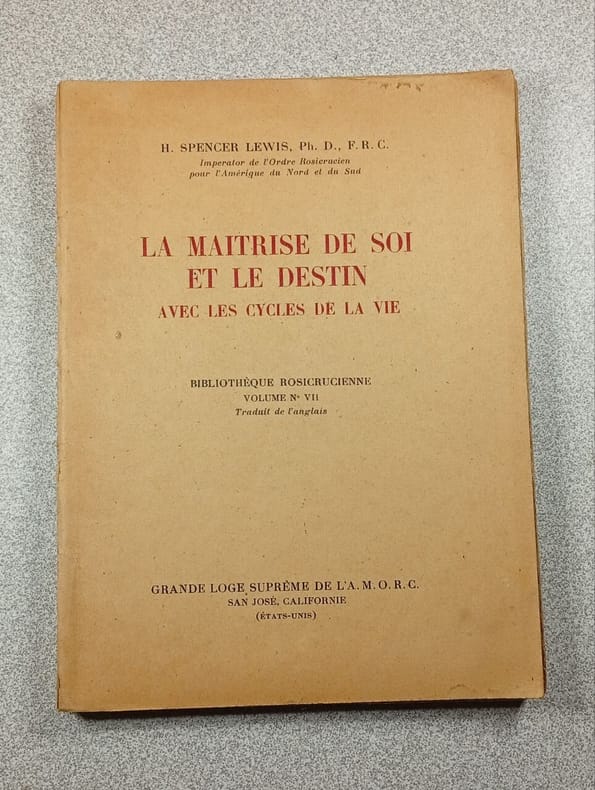 H. SPENCER LEWIS, Ph. D., F. R. C.
Imperator de l'Ordre Rosicrucien
pour l'Amérique du Nord et du Sud
LA MAITRISE DE SOI
ET LE DESTIN
AVEC LES CYCLES DE LA VIE
BIBLIOTHÈQUE ROSICRUCIENNE
VOLUME N° VII
Traduit de l'anglais
GRANDE LOGE SUPRÊME DE L'A. M. O. R. C.
SAN JOSÉ, CALIFORNIE
(ÉTATS-UNIS)